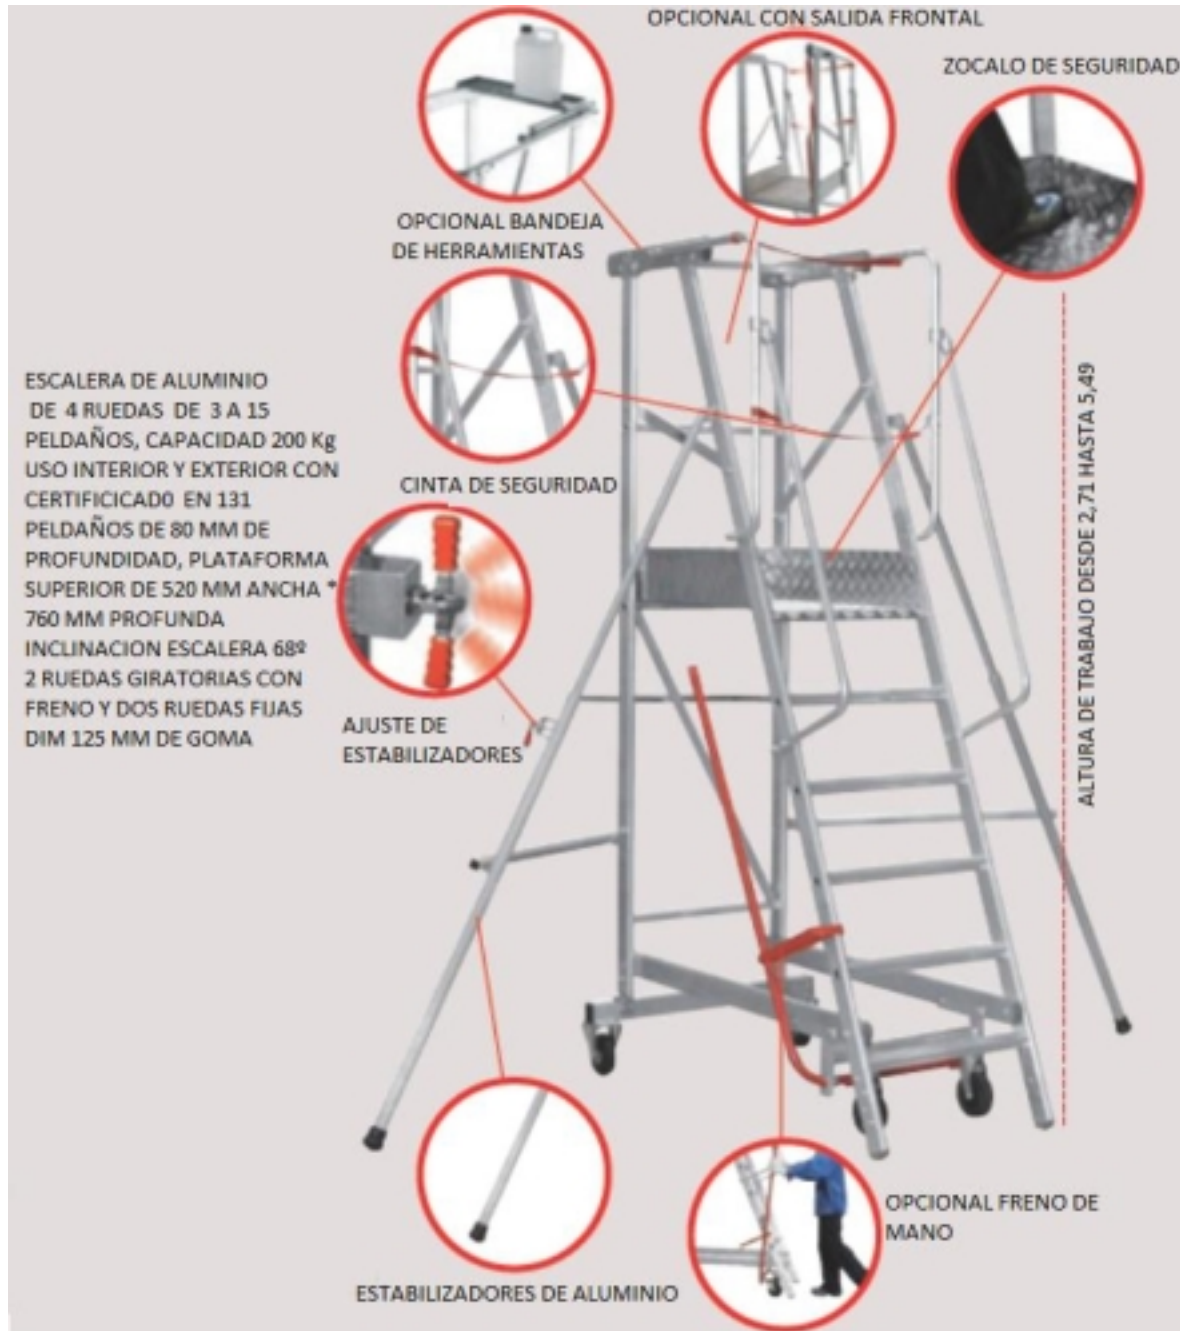 OPCIONAL CON SALIDA FRONTAL
ZOCALO DE SEGURIDAD
OPCIONAL BANDEJA
DE HERRAMIENTAS
ESCALERA DE ALUMINIO
DE 4 RUEDAS DE 3 A 15
PELDAÑOS, CAPACIDAD 200 Kg
USO INTERIOR Y EXTERIOR CON
CERTIFICICADO EN 131
PELDAÑOS DE 80 MM DE
PROFUNDIDAD, PLATAFORMA
SUPERIOR DE 520 MM ANCHA *
760 MM PROFUNDA
INCLINACION ESCALERA 68º
2 RUEDAS GIRATORIAS CON
FRENO Y DOS RUEDAS FIJAS
DIM 125 MM DE GOMA
CINTA DE SEGURIDAD
AJUSTE DE
ESTABILIZADORES
ALTURA DE TRABAJO DESDE 2,71 HASTA 5,49
OPCIONAL FRENO DE
MANO
ESTABILIZADORES DE ALUMINIO